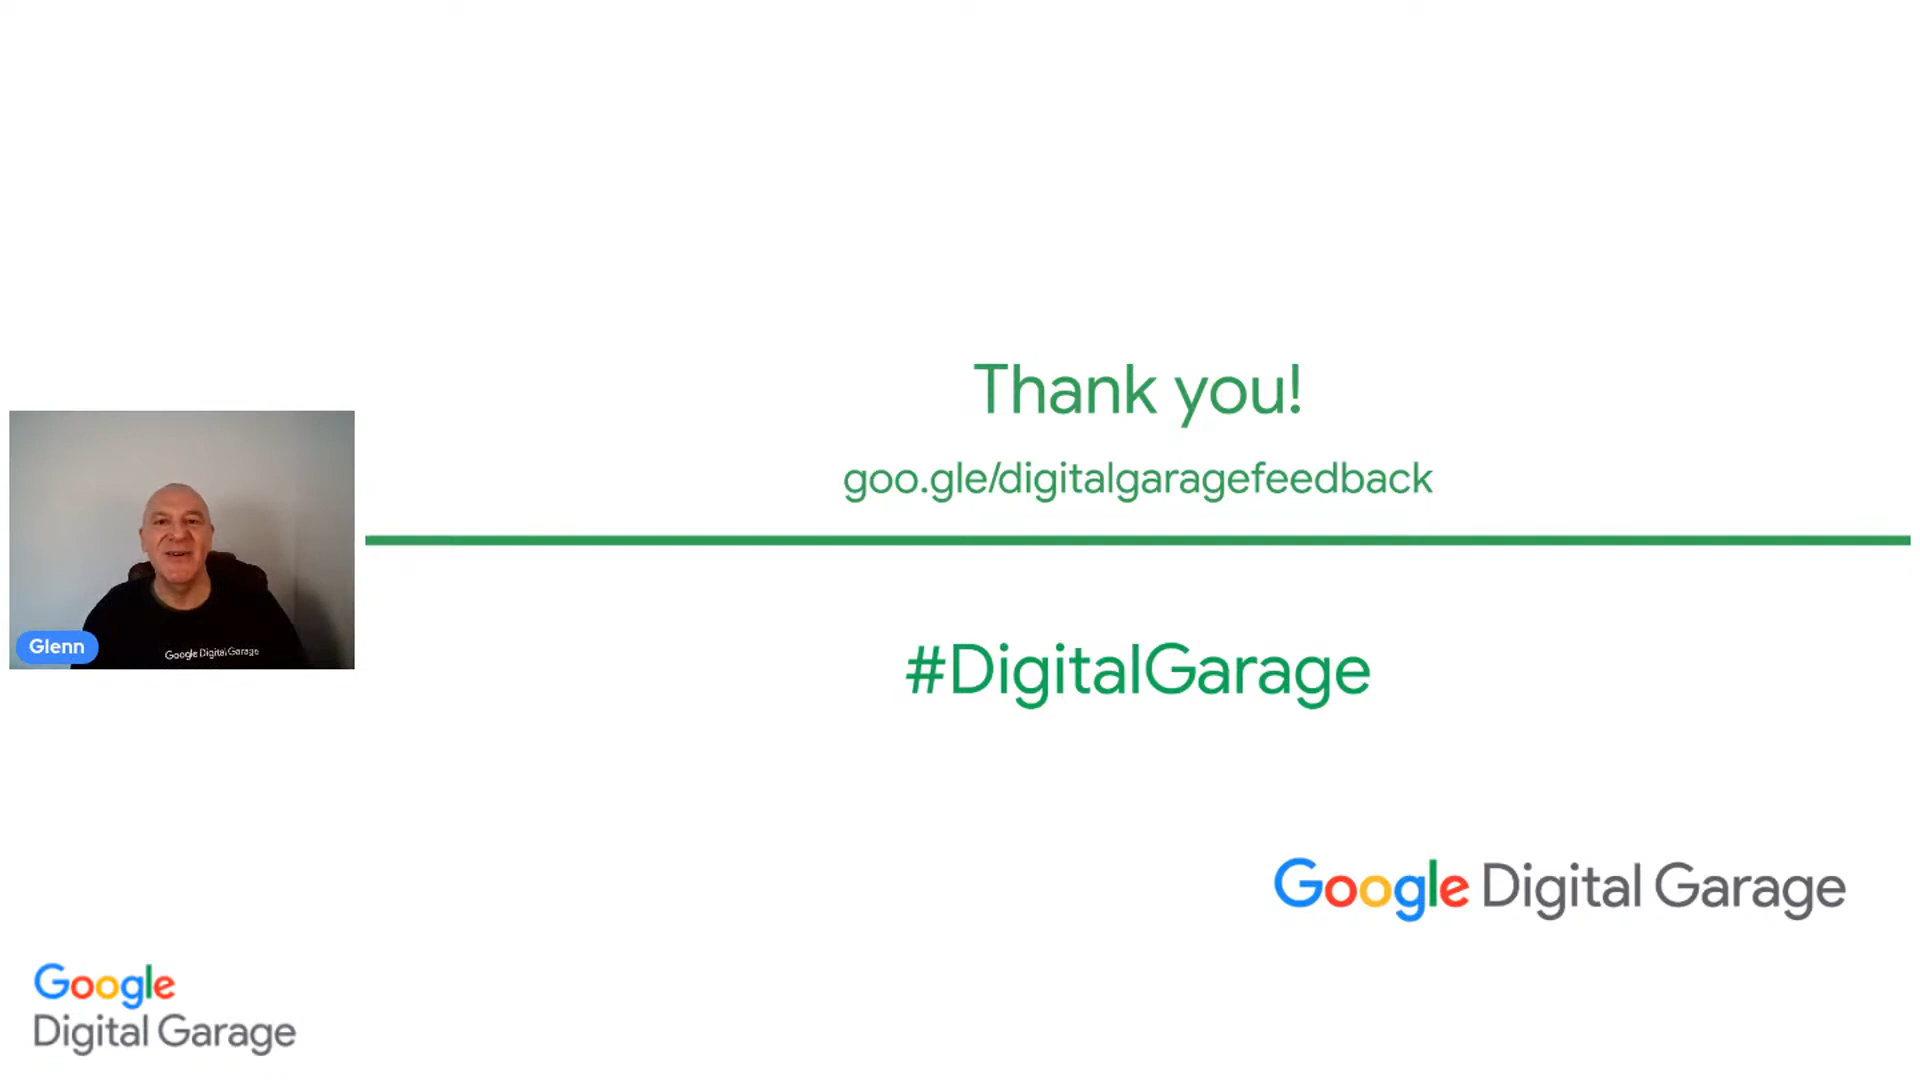 Thank you!
goo.gle/digitalgaragefeedback
Glenn
Google Digital Garage
#DigitalGarage
Google Digital Garage
Google
Digital Garage